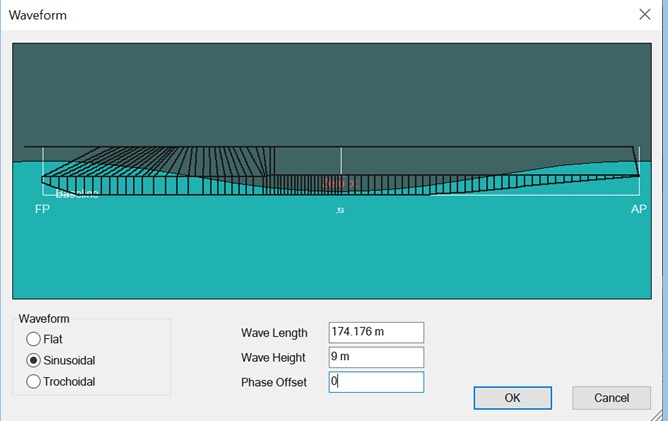 Waveform
Baseline
FP
AP
Waveform
Flat
Sinusoidal
Trochoidal
Wave Length
174.176 m
Wave Height
9 m
Phase Offset
0
OK
Cancel